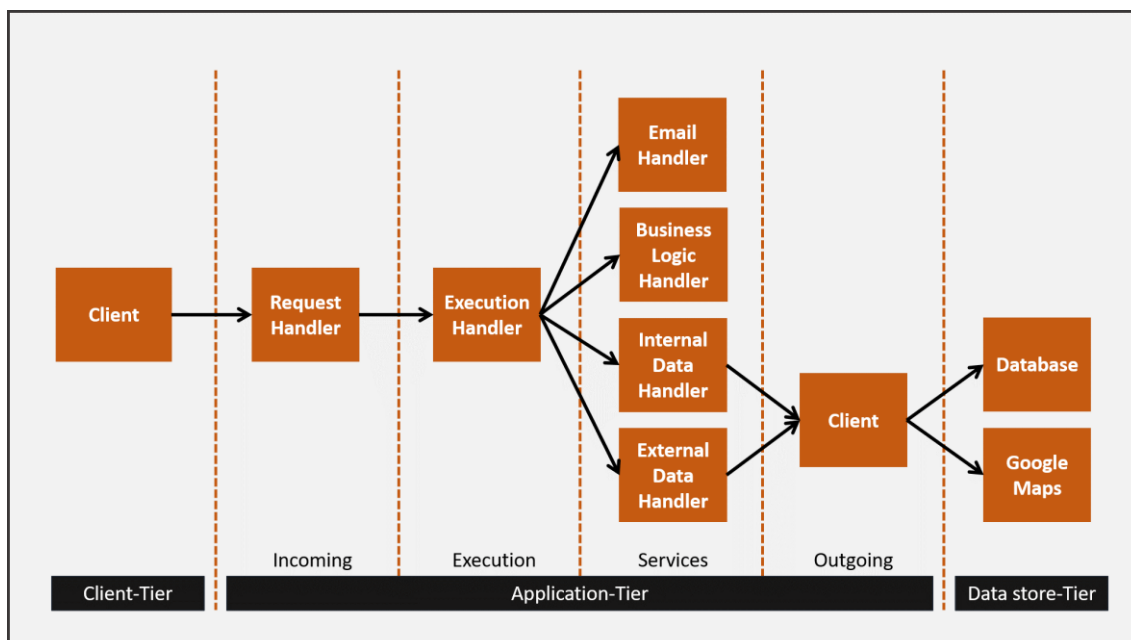 Email
Handler
Business
Logic
Handler
Client
Request
Handler
Execution
Handler
Internal
Data
Handler
Database
Client
External
Data
Handler
Google
Maps
Incoming
Execution
Services
Outgoing
Client-Tier
Application-Tier
Data store-Tier